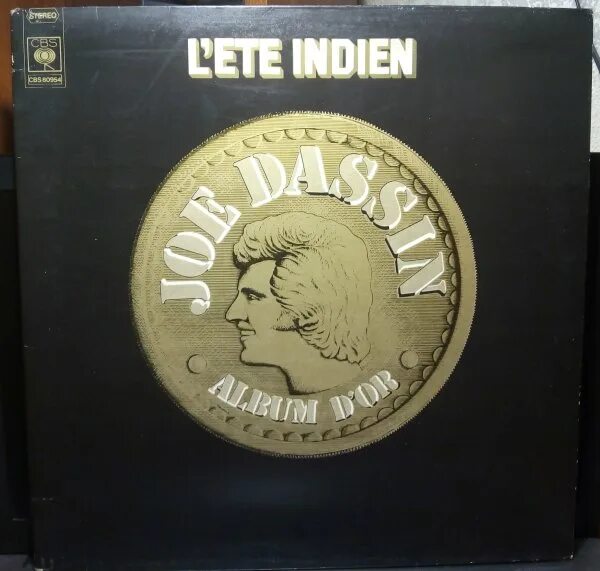 STEREO
CBS
CBS 80954
L'ETE INDIEN
JOE DASSIN
ALBUM D'OR